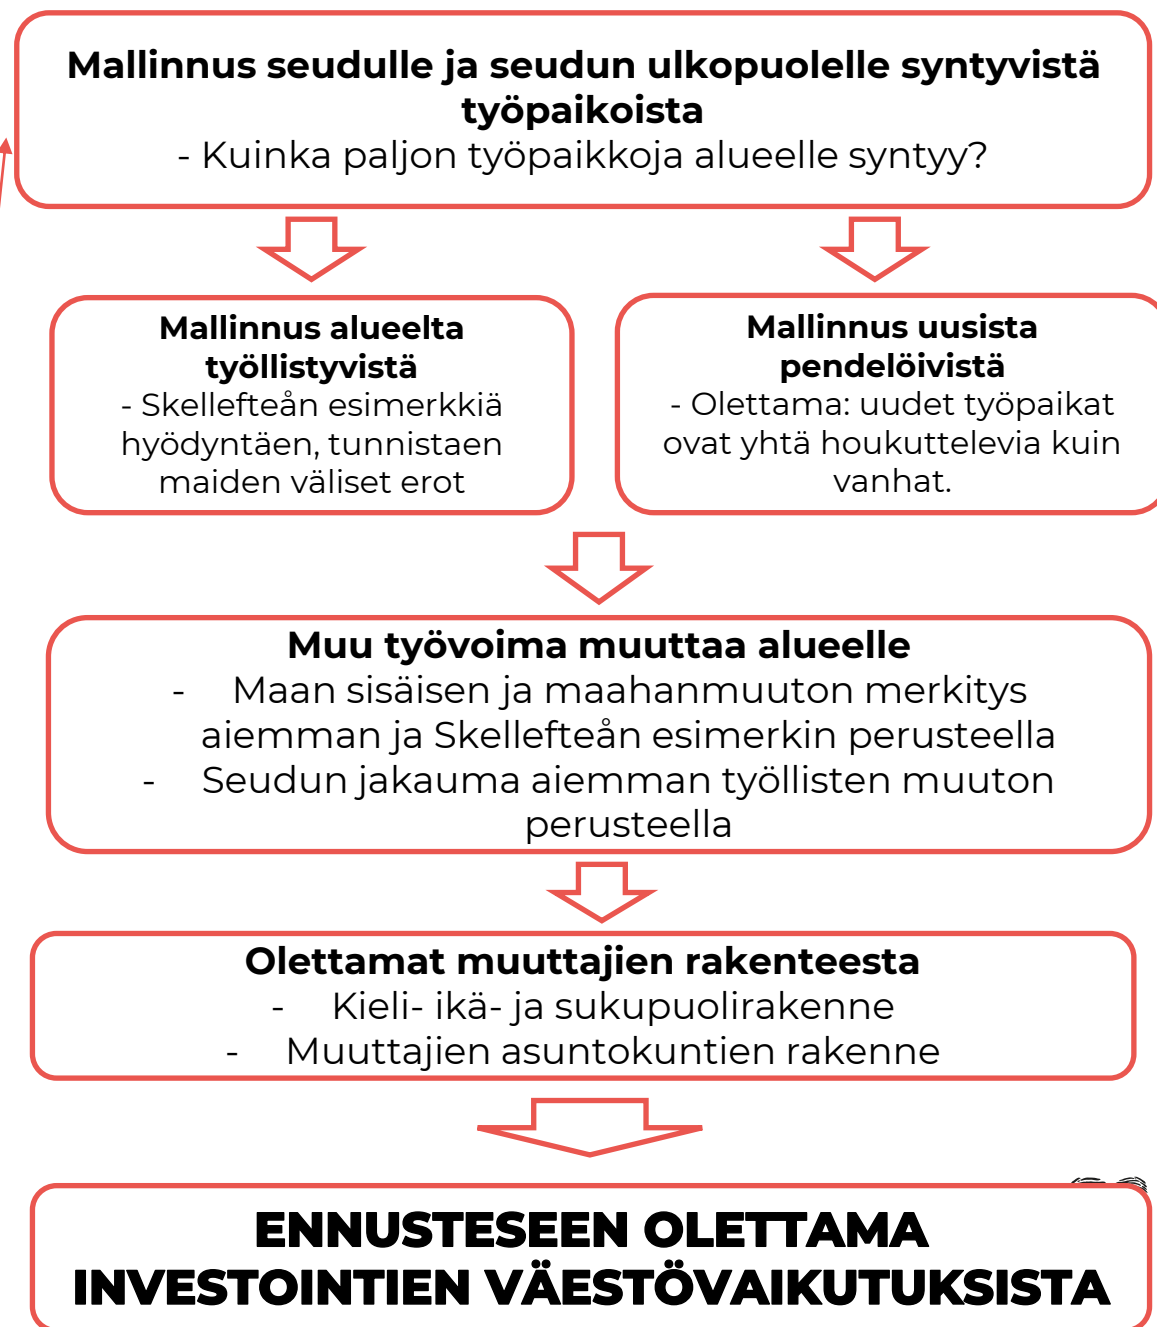 Mallinnus seudulle ja seudun ulkopuolelle syntyvistä
työpaikoista
- Kuinka paljon työpaikkoja alueelle syntyy?
Mallinnus alueelta
työllistyvistä
- Skellefteån esimerkkiä
hyödyntäen, tunnistaen
maiden väliset erot
Mallinnus uusista
pendelöivistä
- Olettama: uudet työpaikat
ovat yhtä houkuttelevia kuin
vanhat.
Muu työvoima muuttaa alueelle
- Maan sisäisen ja maahanmuuton merkitys
aiemman ja Skellefteån esimerkin perusteella
- Seudun jakauma aiemman työllisten muuton
perusteella
Olettamat muuttajien rakenteesta
- Kieli- ikä- ja sukupuolirakenne
- Muuttajien asuntokuntien rakenne
ENNUSTESEEN OLETTAMA
INVESTOINTIEN VÄESTÖVAIKUTUKSISTA